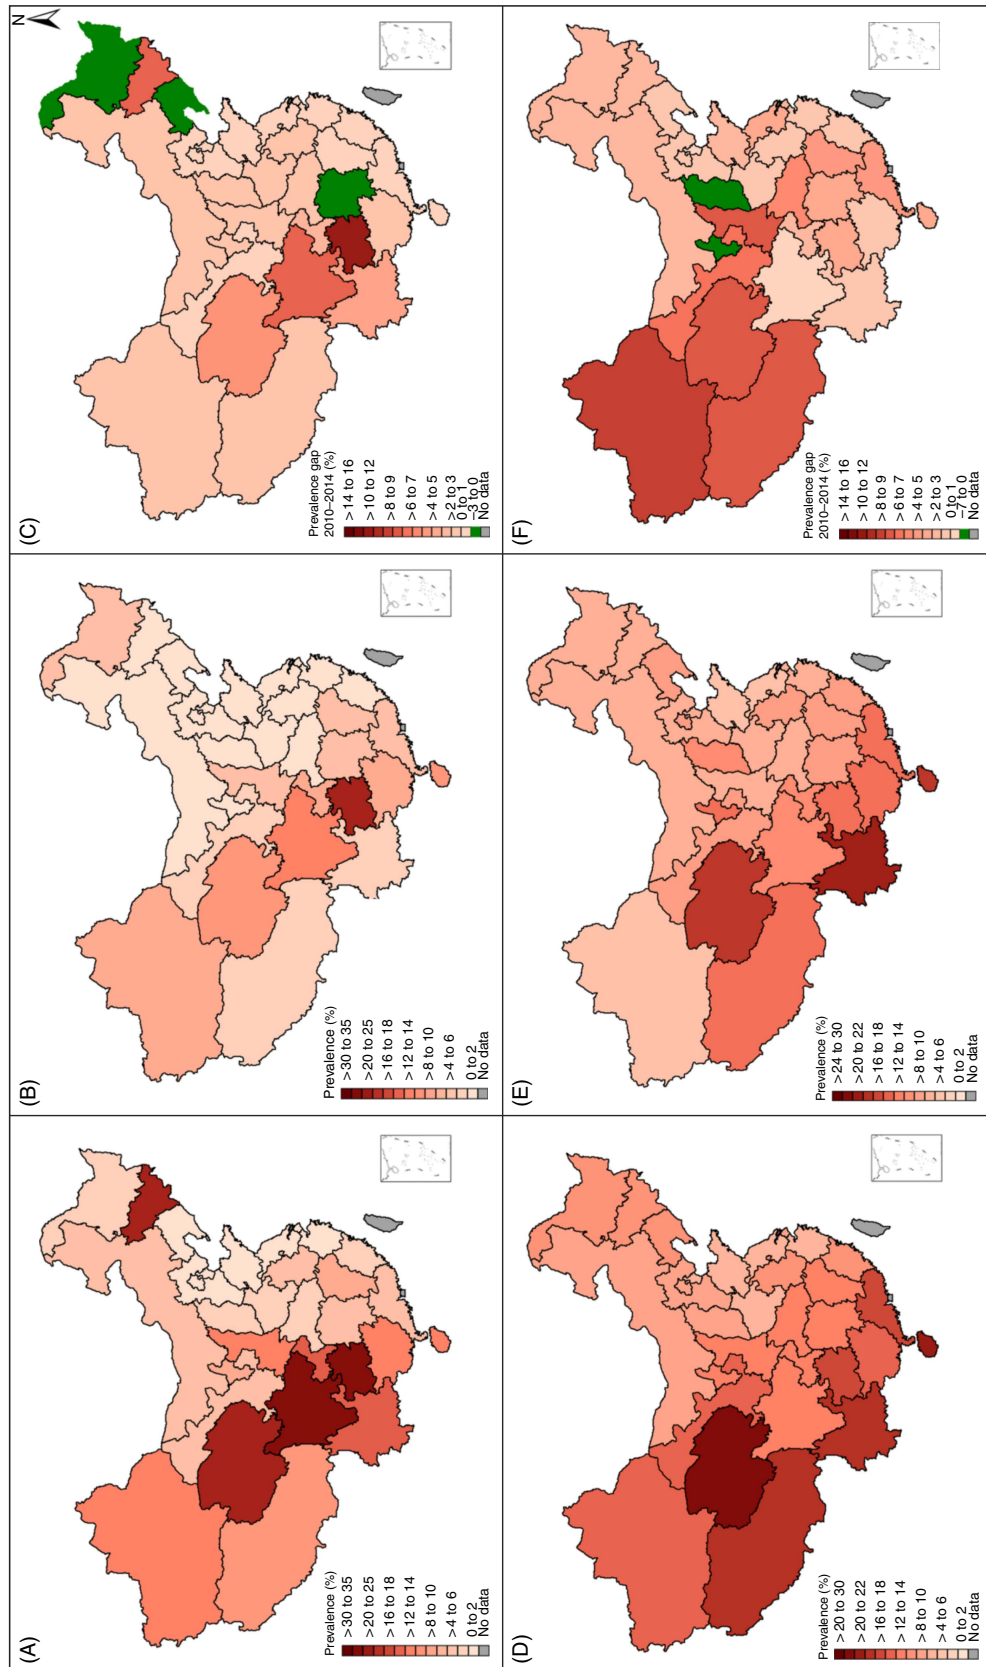 (A)
Prevalence (%)
> 30 to 35
> 20 to 25
> 16 to 18
> 12 to 14
> 8 to 10
> 4 to 6
0 to 2
No data
(B)
Prevalence (%)
> 30 to 35
> 20 to 25
> 16 to 18
> 12 to 14
> 8 to 10
> 4 to 6
0 to 2
No data
(C)
N
Prevalence gap
2010–2014 (%)
> 14 to 16
> 10 to 12
> 8 to 9
> 6 to 7
> 4 to 5
> 2 to 3
0 to 1
–3 to 0
No data
(D)
Prevalence (%)
> 20 to 30
> 20 to 22
> 16 to 18
> 12 to 14
> 8 to 10
> 4 to 6
0 to 2
No data
(E)
Prevalence (%)
> 24 to 30
> 20 to 22
> 16 to 18
> 12 to 14
> 8 to 10
> 4 to 6
0 to 2
No data
(F)
Prevalence gap
2010–2014 (%)
> 14 to 16
> 10 to 12
> 8 to 9
> 6 to 7
> 4 to 5
> 2 to 3
0 to 1
–7 to 0
No data